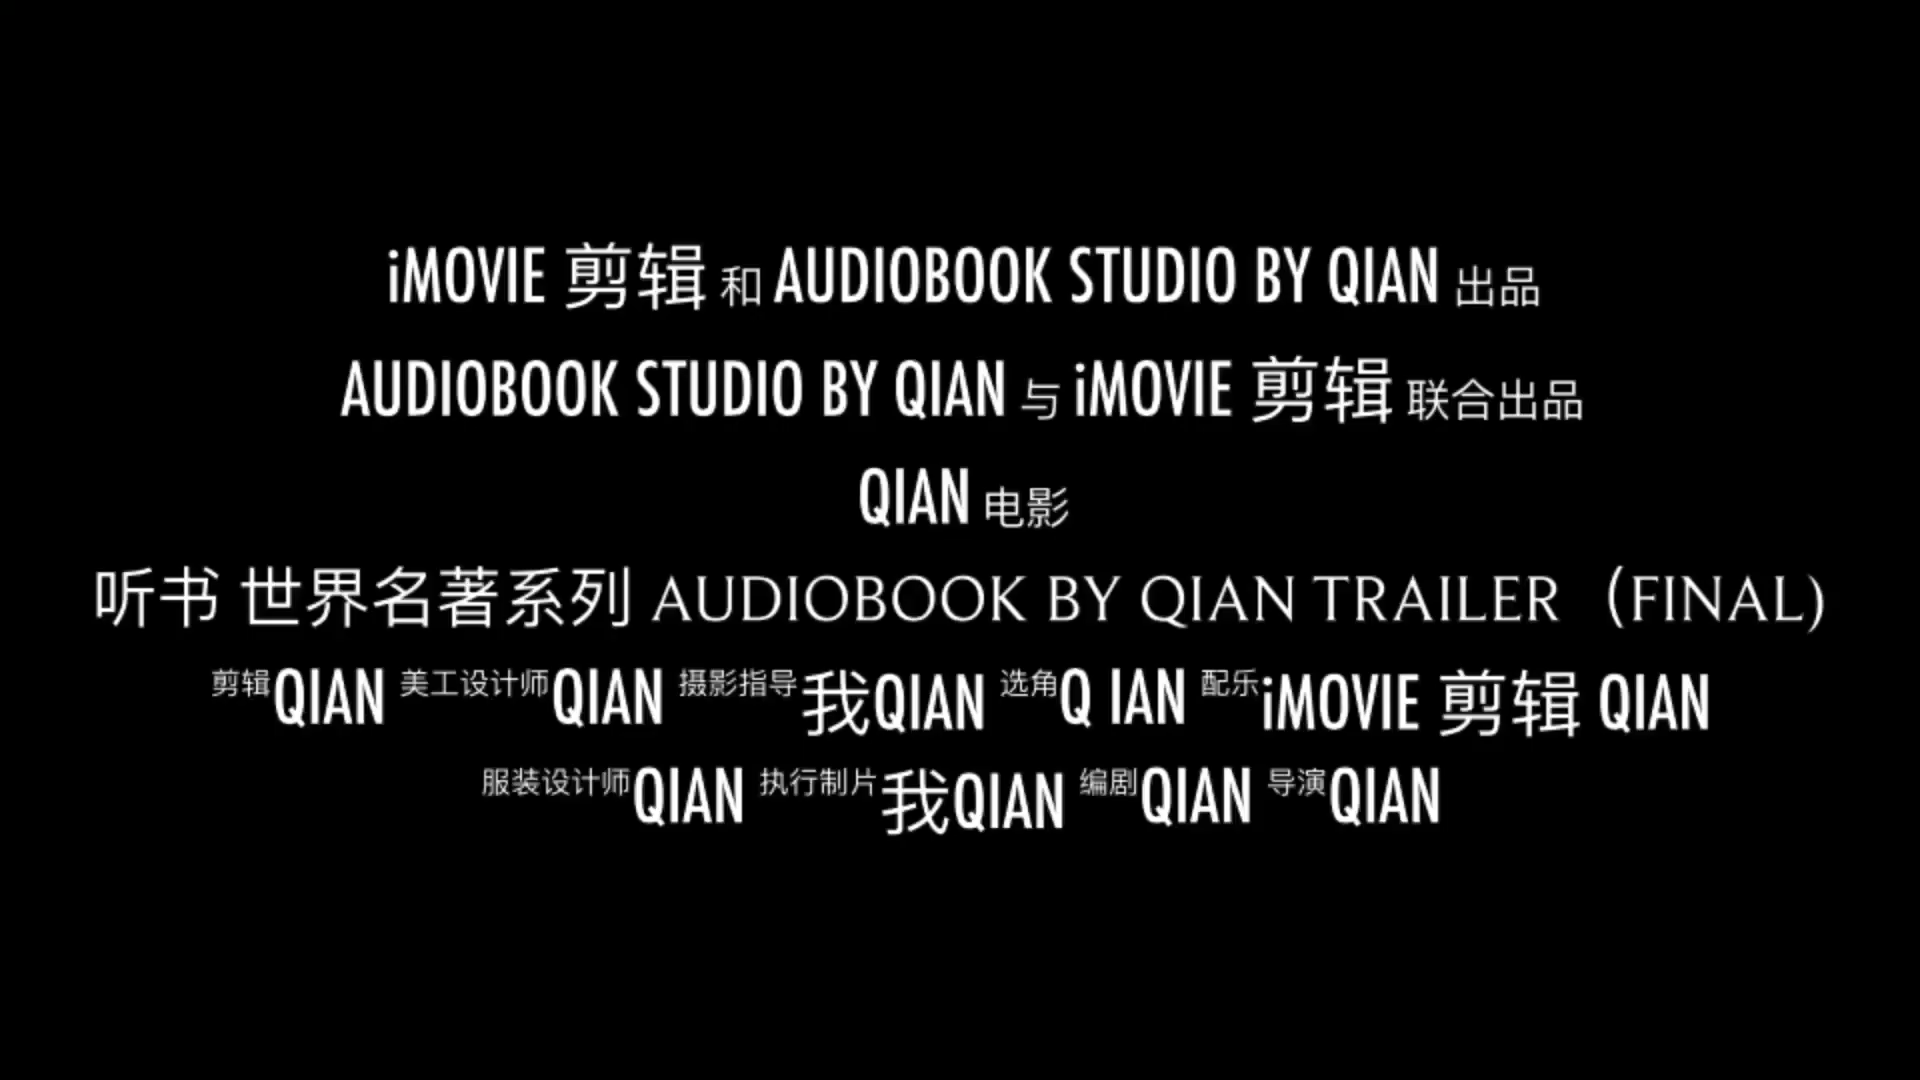 iMOVIE 剪辑 和 AUDIOBOOK STUDIO BY QIAN 出品
AUDIOBOOK STUDIO BY QIAN 与 iMOVIE 剪辑 联合出品
QIAN 电影
听书 世界名著系列 AUDIOBOOK BY QIAN TRAILER（FINAL)
剪辑QIAN 美工设计师QIAN 摄影指导我QIAN 选角Q IAN 配乐iMOVIE 剪辑 QIAN
服装设计师QIAN 执行制片我QIAN 编剧QIAN 导演QIAN